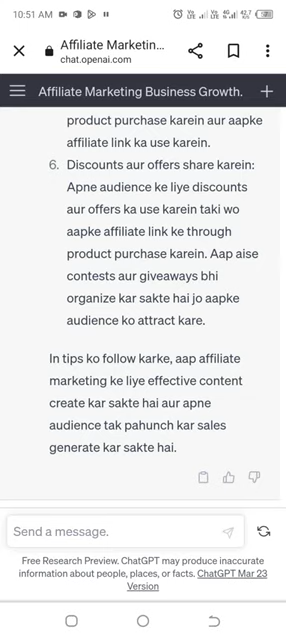 10:51 AM
Affiliate Marketin...
chat.openai.com
Affiliate Marketing Business Growth.
product purchase karein aur aapke
affiliate link ka use karein.
6. Discounts aur offers share karein:
Apne audience ke liye discounts
aur offers ka use karein taki wo
aapke affiliate link ke through
product purchase karein. Aap aise
contests aur giveaways bhi
organize kar sakte hai jo aapke
audience ko attract kare.
In tips ko follow karke, aap affiliate
marketing ke liye effective content
create kar sakte hai aur apne
audience tak pahunch kar sales
generate kar sakte hai.
Send a message.
Free Research Preview. ChatGPT may produce inaccurate
information about people, places, or facts. ChatGPT Mar 23
Version